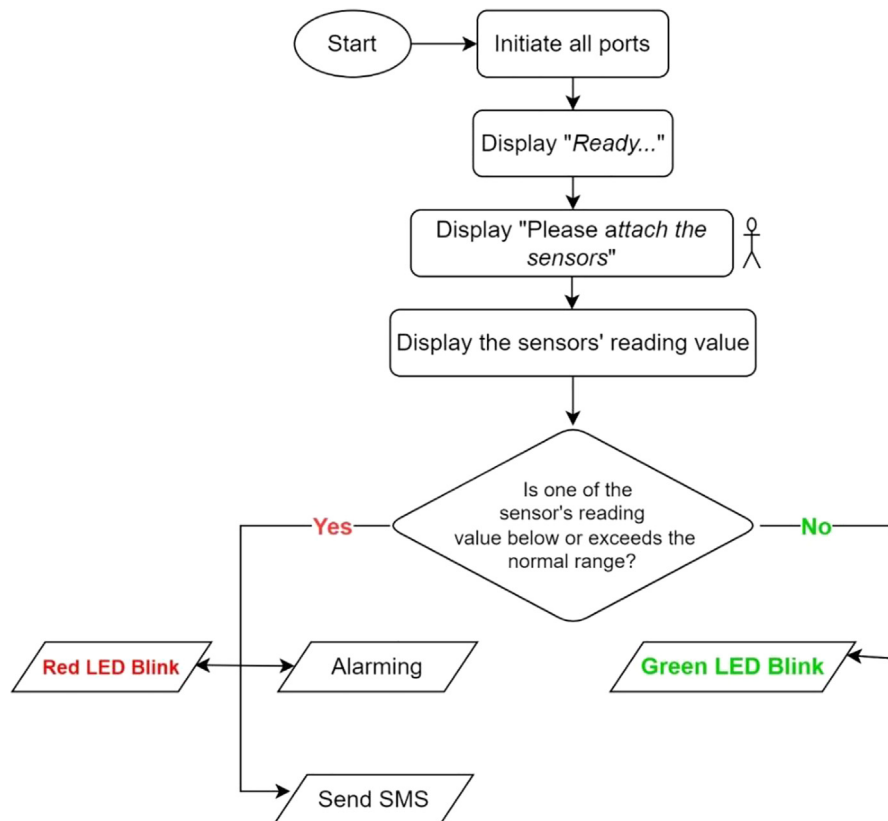 Start
Initiate all ports
Display "Ready..."
Display "Please attach the
sensors"
Display the sensors' reading value
Is one of the
sensor's reading
value below or exceeds the
normal range?
Yes
No
Red LED Blink
Alarming
Green LED Blink
Send SMS